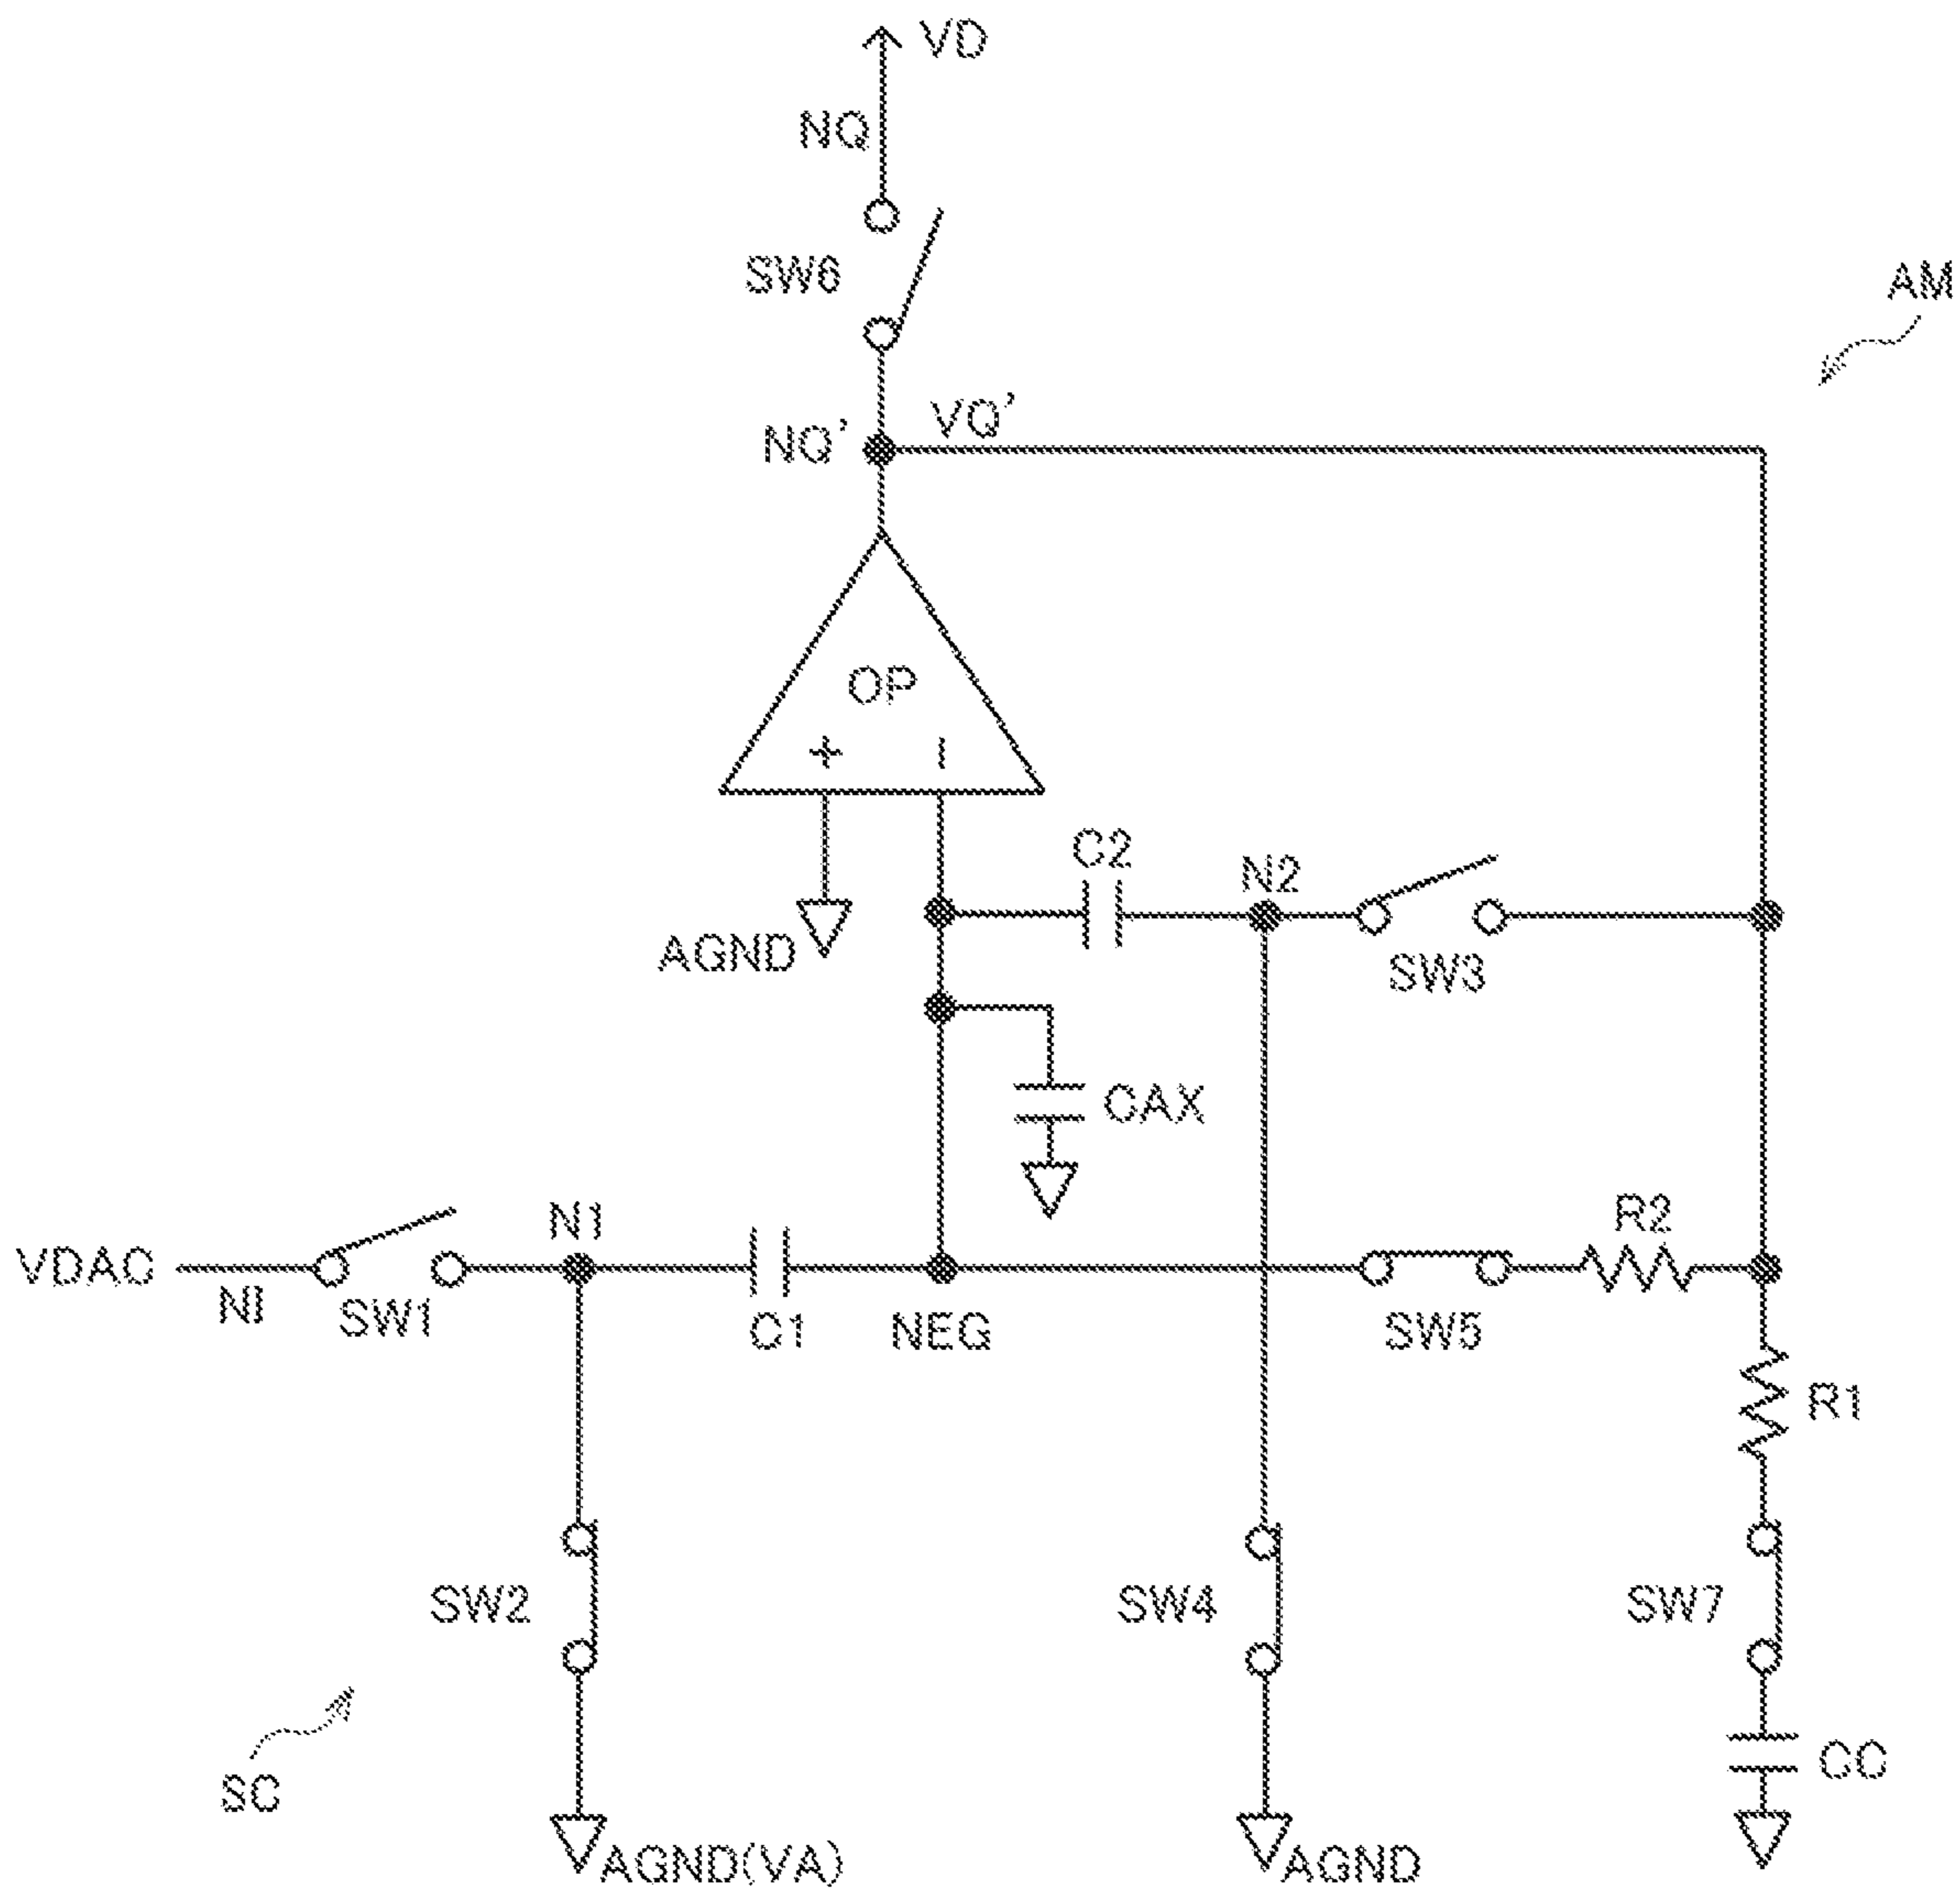 VD
NQ
SW6
AM
NQ'
VQ'
OP
+ −
C2
N2
AGND
SW3
CAX
N1
R2
VDAC
NI
SW1
C1
NEG
SW5
R1
SW2
SW4
SW7
SC
CC
AGND(VA)
AGND